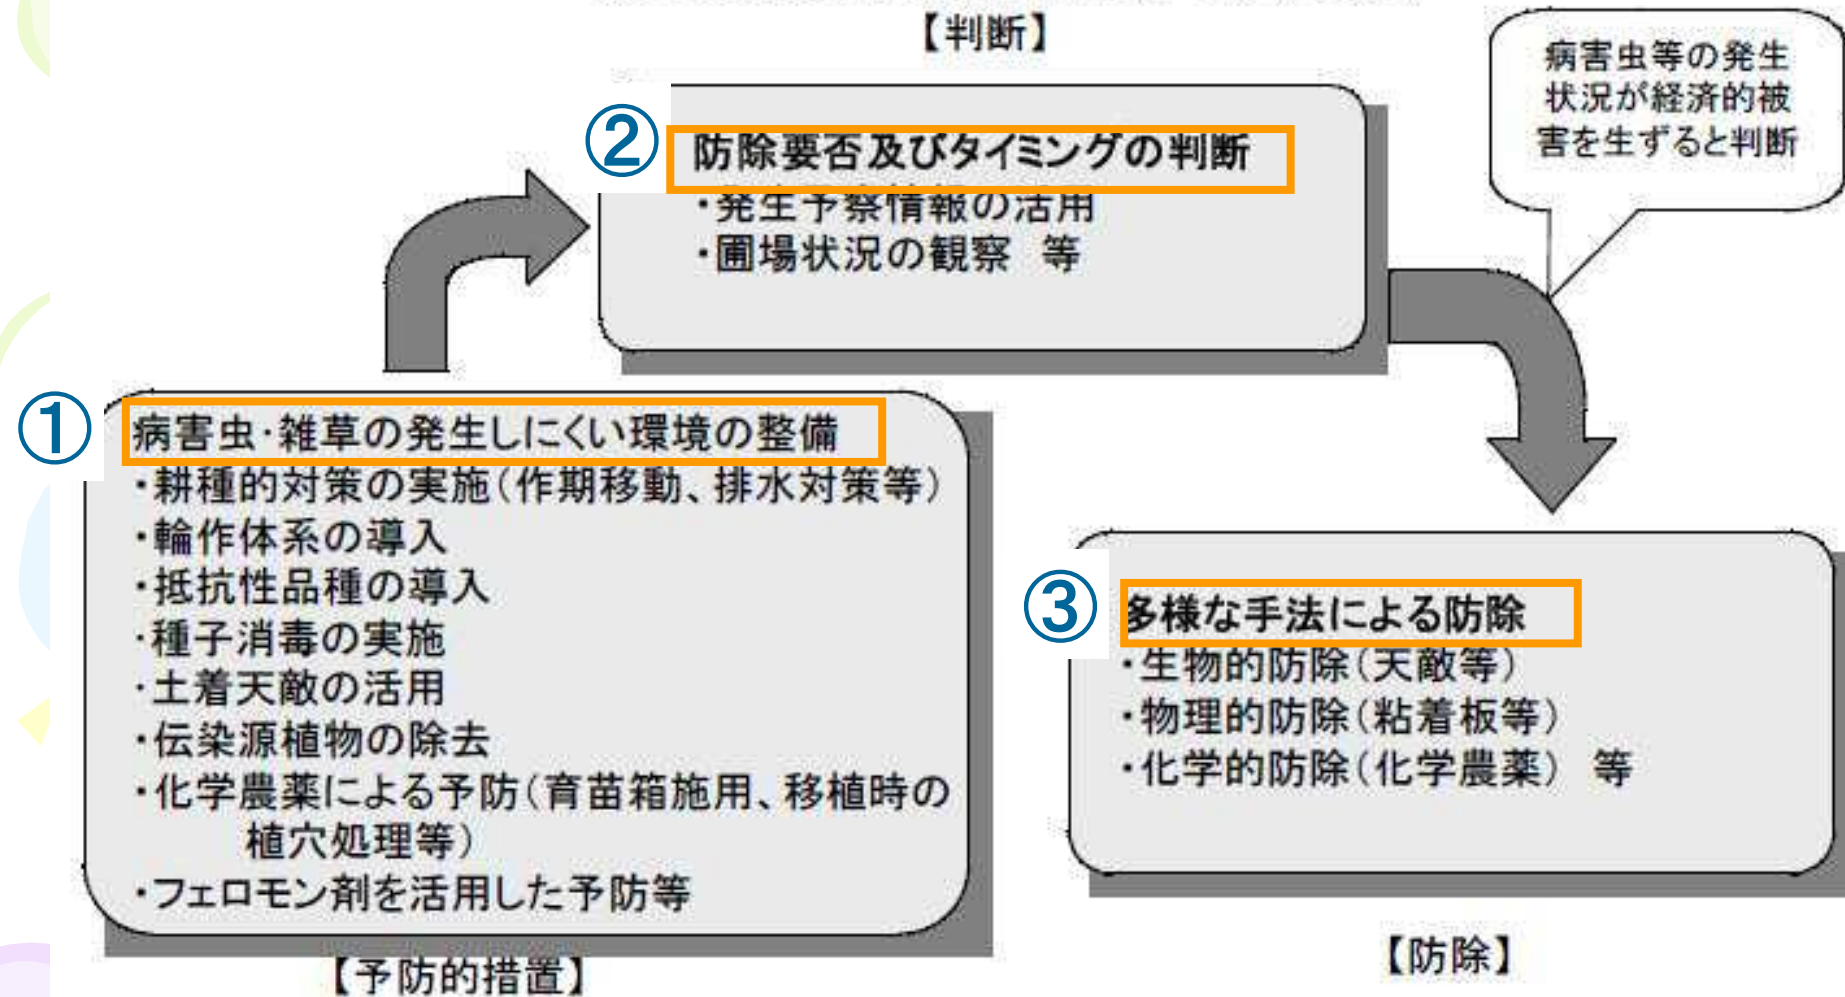 【判断】
病害虫等の発生
状況が経済的被
害を生ずると判断
②
防除要否及びタイミングの判断
・発生予察情報の活用
・圃場状況の観察 等
①
病害虫・雑草の発生しにくい環境の整備
・耕種的対策の実施(作期移動、排水対策等)
・輪作体系の導入
・抵抗性品種の導入
・種子消毒の実施
・土着天敵の活用
・伝染源植物の除去
・化学農薬による予防(育苗箱施用、移植時の
植穴処理等)
・フェロモン剤を活用した予防等
【予防的措置】
③
多様な手法による防除
・生物的防除(天敵等)
・物理的防除(粘着板等)
・化学的防除(化学農薬) 等
【防除】